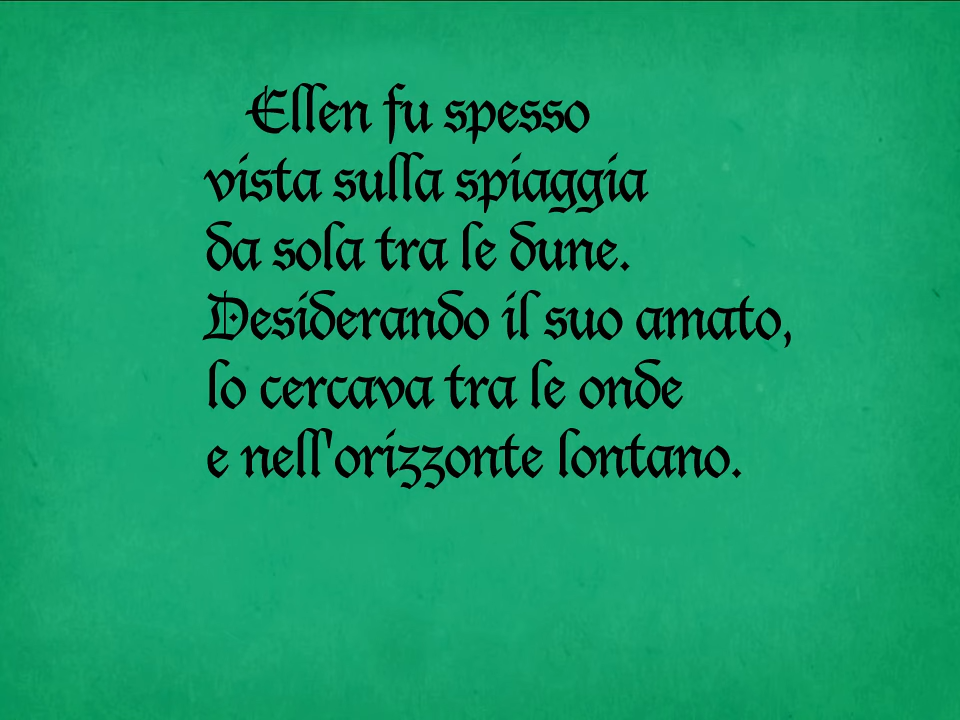 Ellen fu spesso
vista sulla spiaggia
da sola tra le dune.
Desiderando il suo amato,
lo cercava tra le onde
e nell'orizzonte lontano.